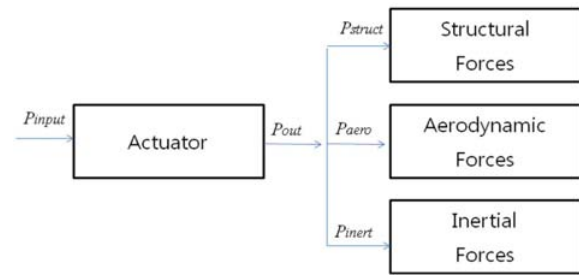 Pstruct
Structural
Forces
Pinput
Actuator
Pout
Paero
Aerodynamic
Forces
Pinert
Inertial
Forces